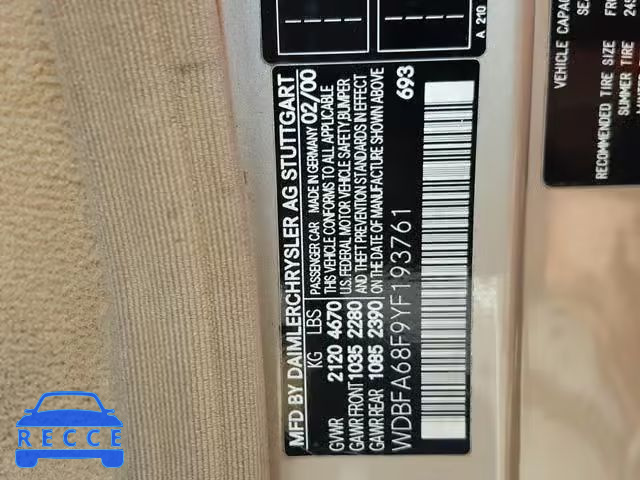 MFD BY DAIMLERCHRYSLER AG STUTTGART
PASSENGER CAR MADE IN GERMANY 02/00
KG LBS
THIS VEHICLE CONFORMS TO ALL APPLICABLE
GVWR 2120 4670
U.S. FEDERAL MOTOR VEHICLE SAFETY/BUMPER
GAWR FRONT 1035 2280
AND THEFT PREVENTION STANDARDS IN EFFECT
GAWR REAR 1085 2390
ON THE DATE OF MANUFACTURE SHOWN ABOVE
693
WDBFA68F9YF193761
A 210
VEHICLE CAPA
SEA
RECOMMENDED TIRE SIZE FRO
SUMMER TIRE 245
RECCE